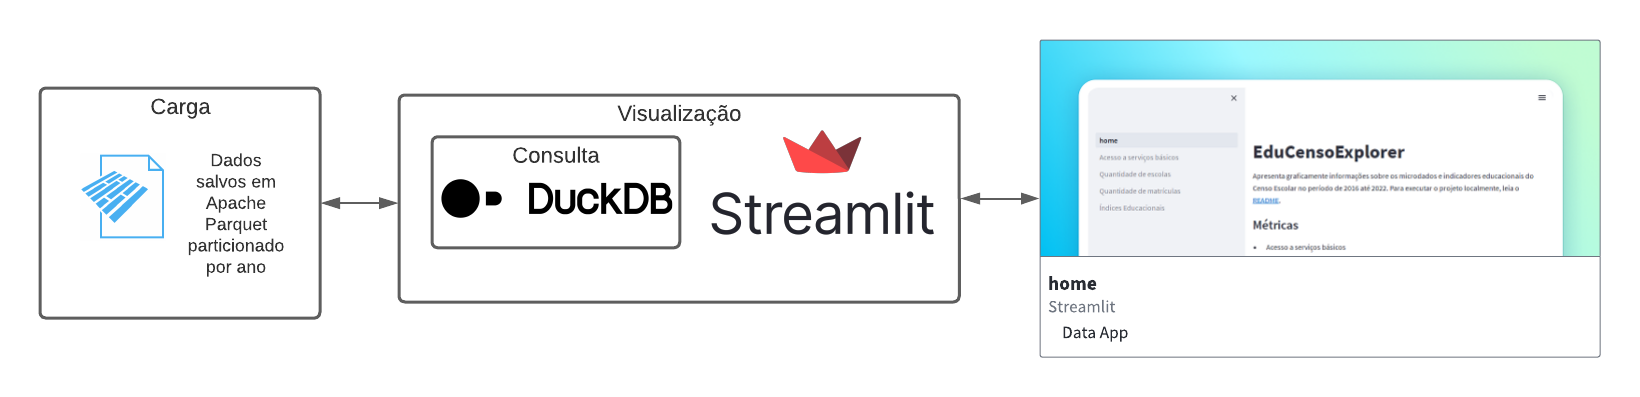 Carga
Dados
salvos em
Apache
Parquet
particionado
por ano
Visualização
Consulta
DuckDB
Streamlit
home
Acesso a serviços básicos
Quantidade de escolas
Quantidade de matrículas
Índices Educacionais
EduCensoExplorer
Apresenta graficamente informações sobre os microdados e indicadores educacionais do
Censo Escolar no período de 2016 até 2022. Para executar o projeto localmente, leia o
README.
Métricas
• Acesso a serviços básicos
home
Streamlit
Data App